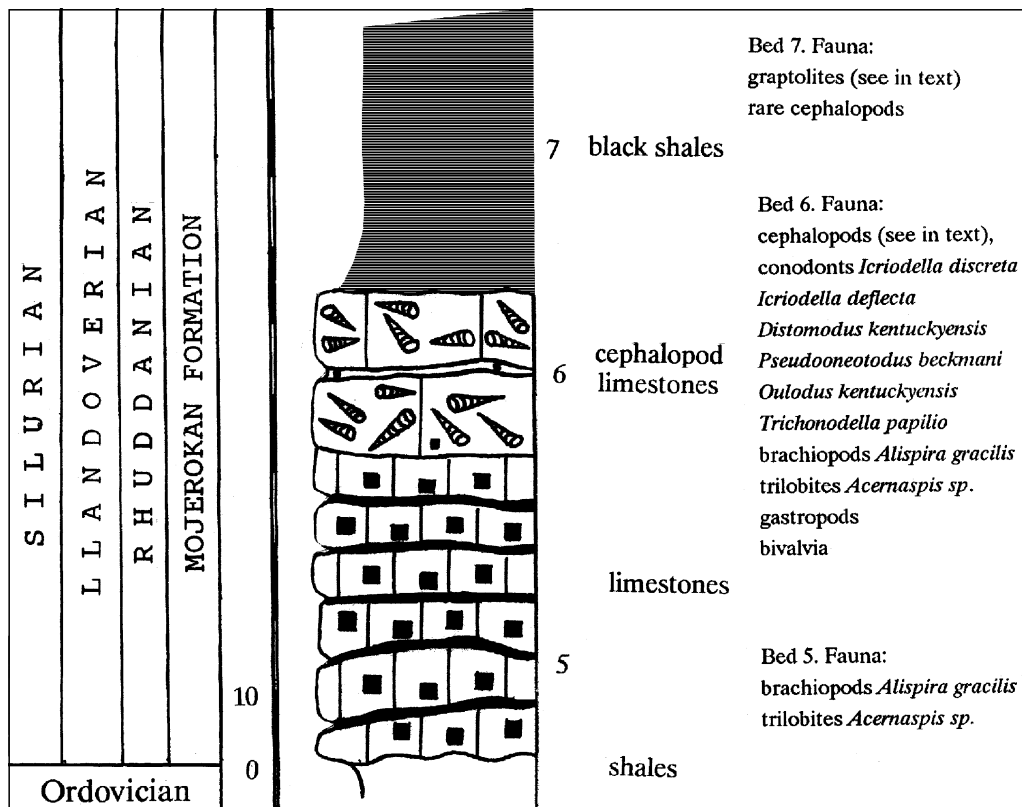 SILURIAN
LLANDOVERIAN
RHUDDANIAN
MOJEROKAN FORMATION
Ordovician
10
0
7 black shales
6 cephalopod
limestones
limestones
5
shales
Bed 7. Fauna:
graptolites (see in text)
rare cephalopods
Bed 6. Fauna:
cephalopods (see in text),
conodonts Icriodella discreta
Icriodella deflecta
Distomodus kentuckyensis
Pseudooneotodus beckmani
Oulodus kentuckyensis
Trichonodella papilio
brachiopods Alispira gracilis
trilobites Acernaspis sp.
gastropods
bivalvia
Bed 5. Fauna:
brachiopods Alispira gracilis
trilobites Acernaspis sp.